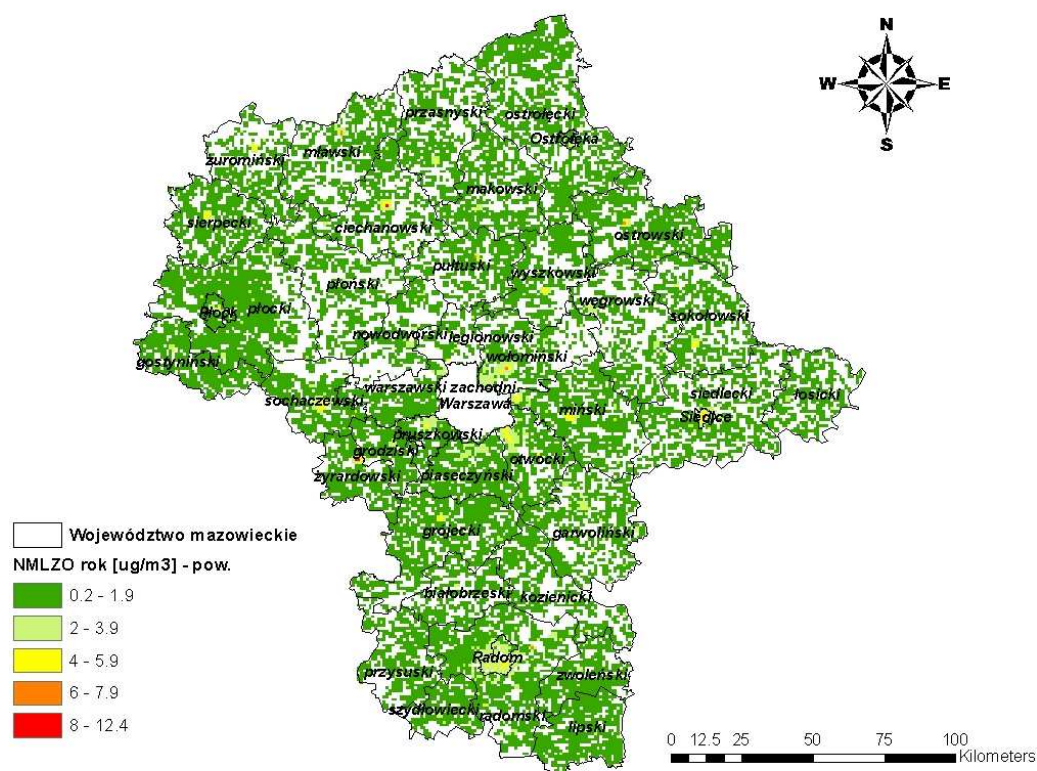 N
W E
S
przasnyski
ostrołęcki
Ostrołęka
żuromiński
mławski
makowski
sierpecki
ciechanowski
ostrowski
pułtuski
wyszkowski
płoński
węgrowski
Płock
płocki
sokołowski
nowodworski
legionowski
gostyniński
wołomiński
warszawski zachodni
siedlecki
łosicki
sochaczewski
Warszawa
miński
Siedlce
pruszkowski
grodziski
otwocki
żyrardowski
piaseczyński
grójecki
garwoliński
Województwo mazowieckie
NMLZO rok [ug/m3] - pow.
0.2 - 1.9
2 - 3.9
4 - 5.9
6 - 7.9
8 - 12.4
białobrzeski
kozienicki
Radom
przysuski
zwoleński
szydłowiecki
radomski
lipski
0 12.5 25 50 75 100
Kilometers